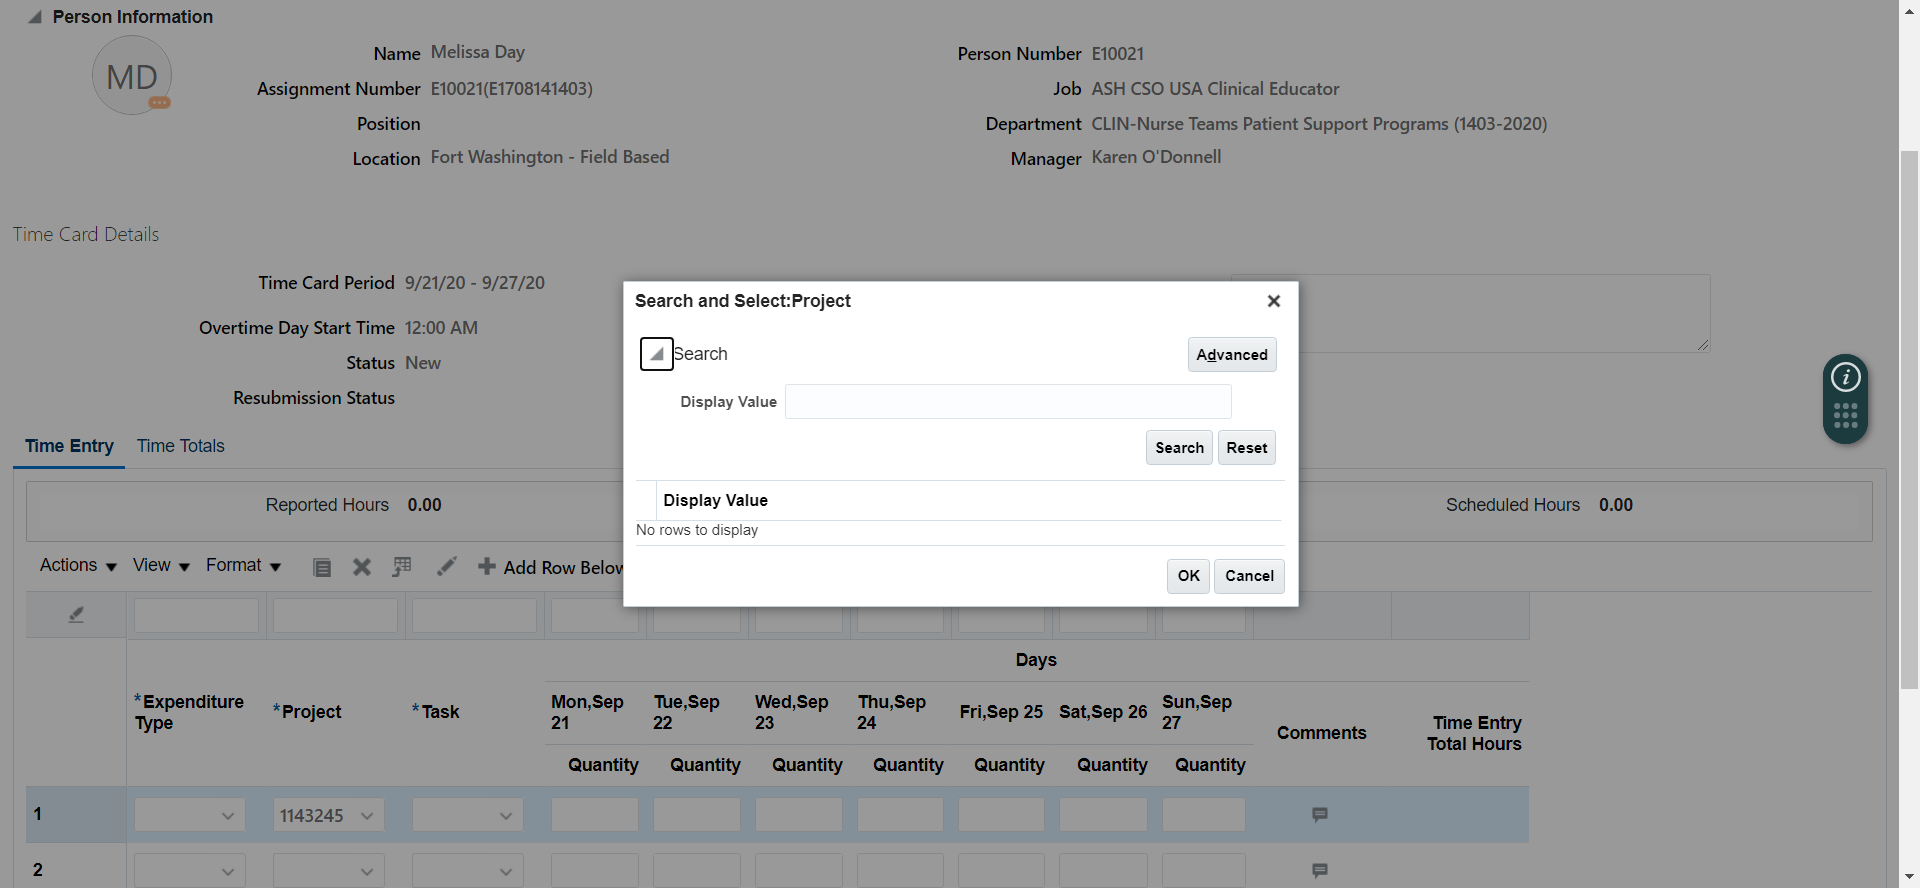 Person Information
MD
Name Melissa Day
Person Number E10021
Assignment Number E10021(E1708141403)
Job ASH CSO USA Clinical Educator
Position
Department CLIN-Nurse Teams Patient Support Programs (1403-2020)
Location Fort Washington - Field Based
Manager Karen O'Donnell
Time Card Details
Time Card Period 9/21/20 - 9/27/20
Overtime Day Start Time 12:00 AM
Status New
Resubmission Status
Search and Select:Project
Search
Advanced
Display Value
Search Reset
Display Value
No rows to display
OK Cancel
Time Entry Time Totals
Reported Hours 0.00
Scheduled Hours 0.00
Actions View Format Add Row Below
Days
*Expenditure Type
*Project
*Task
Mon,Sep 21
Tue,Sep 22
Wed,Sep 23
Thu,Sep 24
Fri,Sep 25
Sat,Sep 26
Sun,Sep 27
Comments
Time Entry Total Hours
Quantity Quantity Quantity Quantity Quantity Quantity Quantity
1 1143245
2